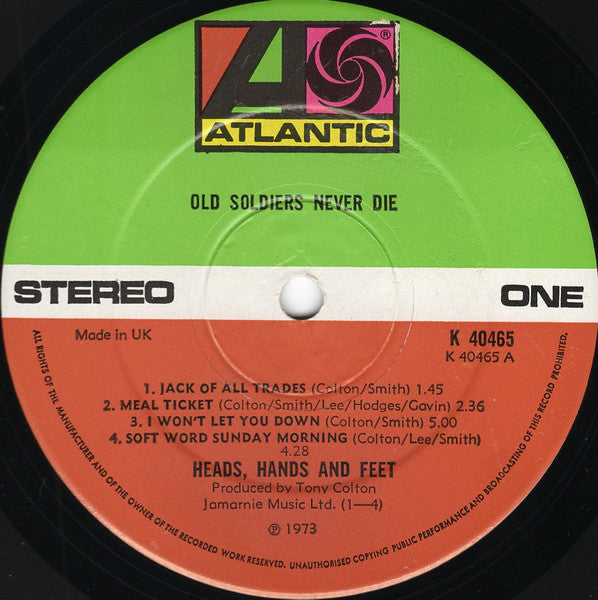 ATLANTIC
®
OLD SOLDIERS NEVER DIE
STEREO ONE
Made in UK
K 40465
K 40465 A
1. JACK OF ALL TRADES (Colton/Smith) 1.45
2. MEAL TICKET (Colton/Smith/Lee/Hodges/Gavin) 2.36
3. I WON'T LET YOU DOWN (Colton/Smith) 5.00
4. SOFT WORD SUNDAY MORNING (Colton/Lee/Smith)
4.28
HEADS, HANDS AND FEET
Produced by Tony Colton
Jamarnie Music Ltd. (1—4)
℗ 1973
ALL RIGHTS OF THE MANUFACTURER AND OF THE OWNER OF THE RECORDED WORK RESERVED, UNAUTHORISED COPYING PUBLIC PERFORMANCE AND BROADCASTING OF THIS RECORD PROHIBITED.